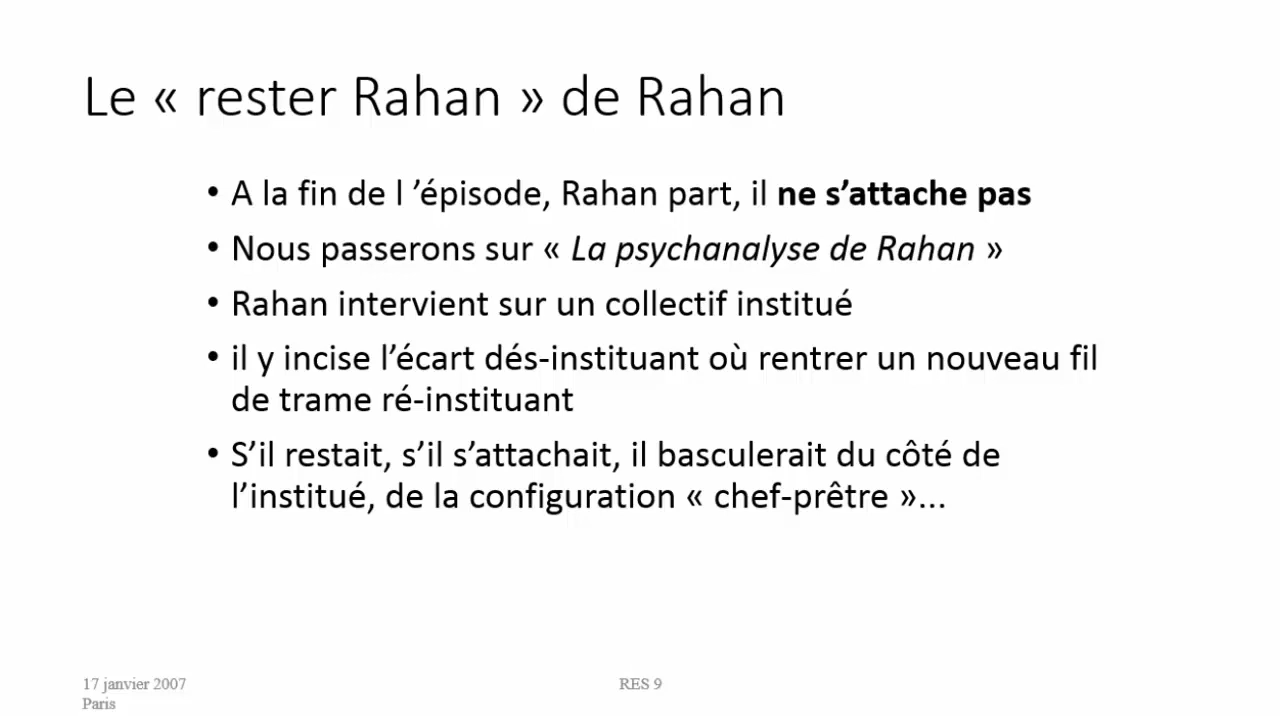 Le « rester Rahan » de Rahan
• A la fin de l ’épisode, Rahan part, il ne s’attache pas
• Nous passerons sur « La psychanalyse de Rahan »
• Rahan intervient sur un collectif institué
• il y incise l’écart dés-instituant où rentrer un nouveau fil
de trame ré-instituant
• S’il restait, s’il s’attachait, il basculerait du côté de
l’institué, de la configuration « chef-prêtre »...
17 janvier 2007
Paris
RES 9